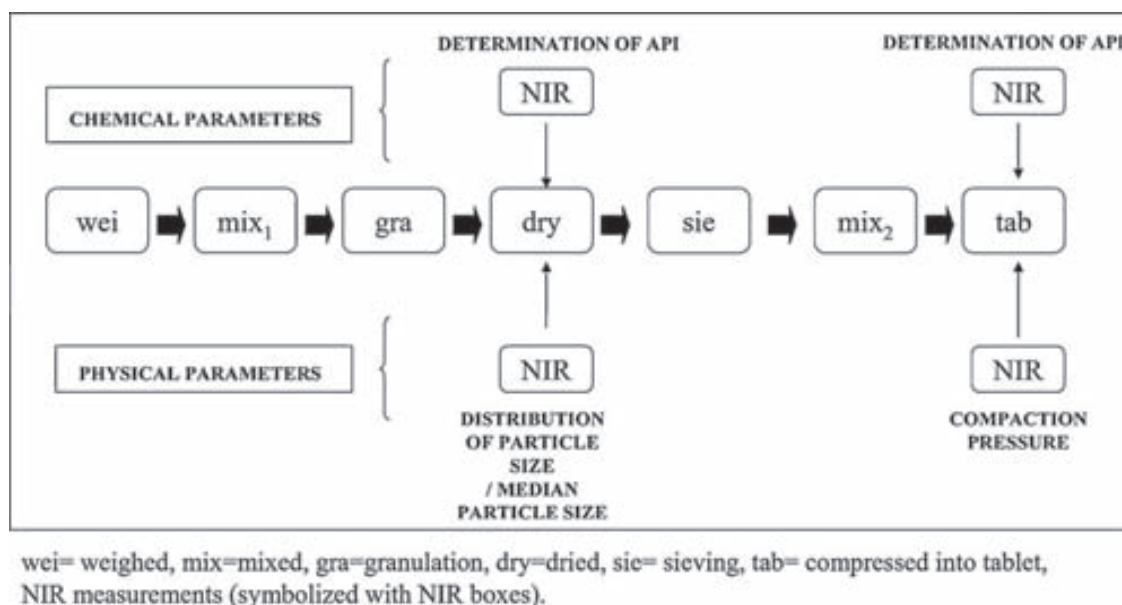 DETERMINATION OF API
DETERMINATION OF API
NIR
NIR
CHEMICAL PARAMETERS
wei
mix₁
gra
dry
sie
mix₂
tab
PHYSICAL PARAMETERS
NIR
NIR
DISTRIBUTION
OF PARTICLE
SIZE
/ MEDIAN
PARTICLE SIZE
COMPACTION
PRESSURE
wei= weighed, mix=mixed, gra=granulation, dry=dried, sie= sieving, tab= compressed into tablet,
NIR measurements (symbolized with NIR boxes).